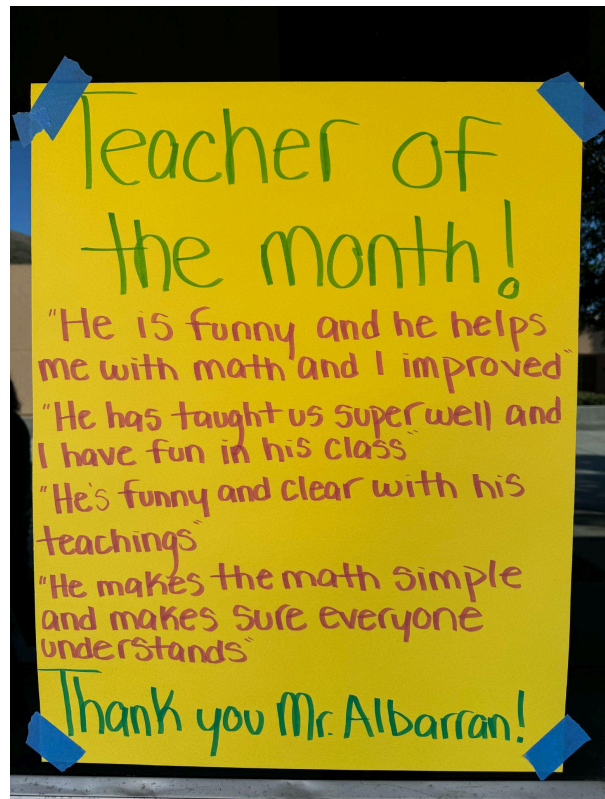 Teacher of
the month!
"He is funny and he helps
me with math and I improved"
"He has taught us super well and
I have fun in his class"
"He's funny and clear with his
teachings"
"He makes the math simple
and makes sure everyone
understands"
Thank you Mr. Albarran!